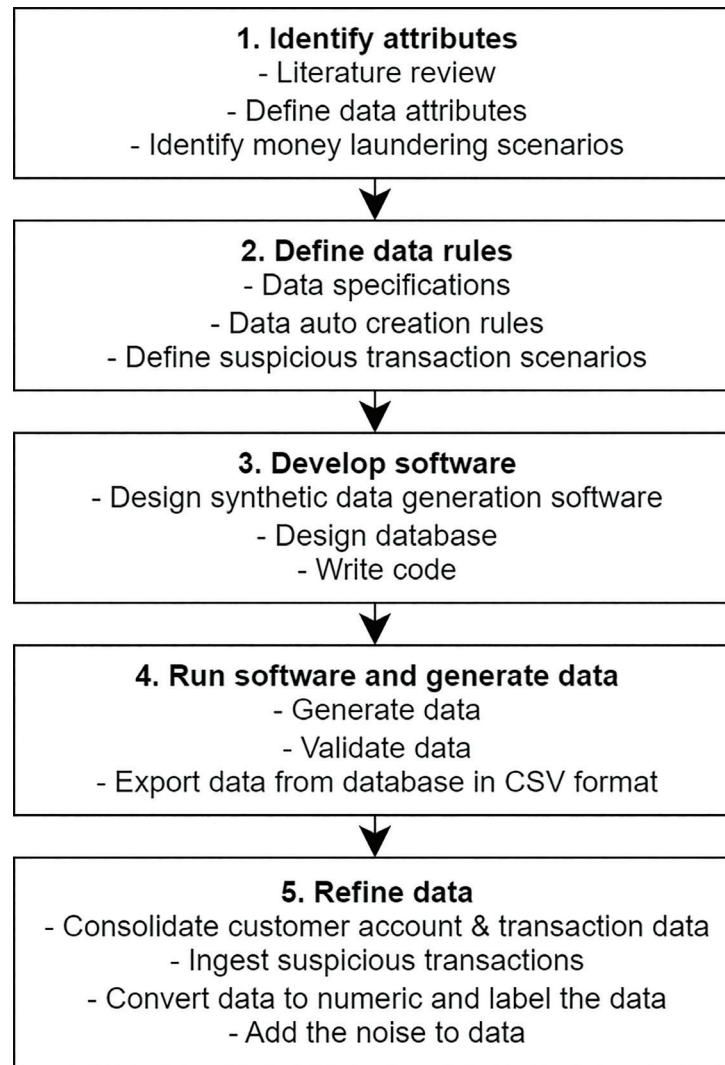 1. Identify attributes
- Literature review
- Define data attributes
- Identify money laundering scenarios
2. Define data rules
- Data specifications
- Data auto creation rules
- Define suspicious transaction scenarios
3. Develop software
- Design synthetic data generation software
- Design database
- Write code
4. Run software and generate data
- Generate data
- Validate data
- Export data from database in CSV format
5. Refine data
- Consolidate customer account & transaction data
- Ingest suspicious transactions
- Convert data to numeric and label the data
- Add the noise to data